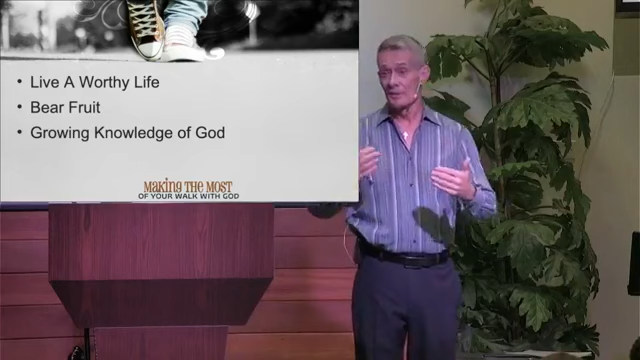 • Live A Worthy Life
• Bear Fruit
• Growing Knowledge of God
Making The Most
OF YOUR WALK WITH GOD